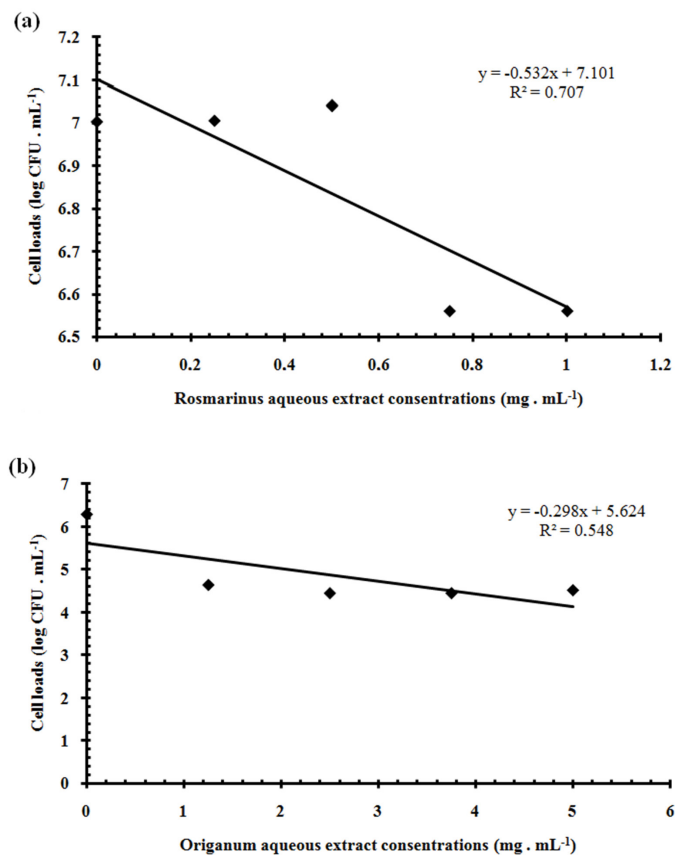 (a)
7.2
7.1
7
6.9
6.8
6.7
6.6
6.5
Cell loads (log CFU . mL⁻¹)
y = -0.532x + 7.101
R² = 0.707
0 0.2 0.4 0.6 0.8 1 1.2
Rosmarinus aqueous extract consentrations (mg . mL⁻¹)
(b)
7
6
5
4
3
2
1
0
Cell loads (log CFU . mL⁻¹)
y = -0.298x + 5.624
R² = 0.548
0 1 2 3 4 5 6
Origanum aqueous extract concentrations (mg . mL⁻¹)